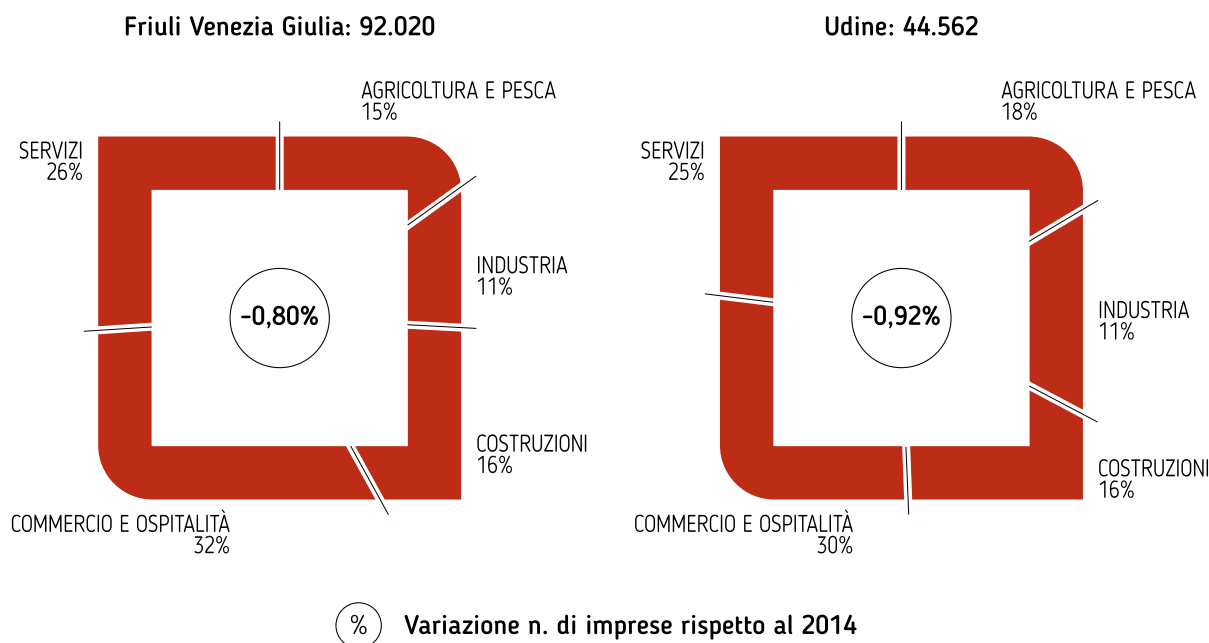 Friuli Venezia Giulia: 92.020
AGRICOLTURA E PESCA
15%
SERVIZI
26%
INDUSTRIA
11%
-0,80%
COSTRUZIONI
16%
COMMERCIO E OSPITALITÀ
32%
Udine: 44.562
AGRICOLTURA E PESCA
18%
SERVIZI
25%
INDUSTRIA
11%
-0,92%
COSTRUZIONI
16%
COMMERCIO E OSPITALITÀ
30%
% Variazione n. di imprese rispetto al 2014